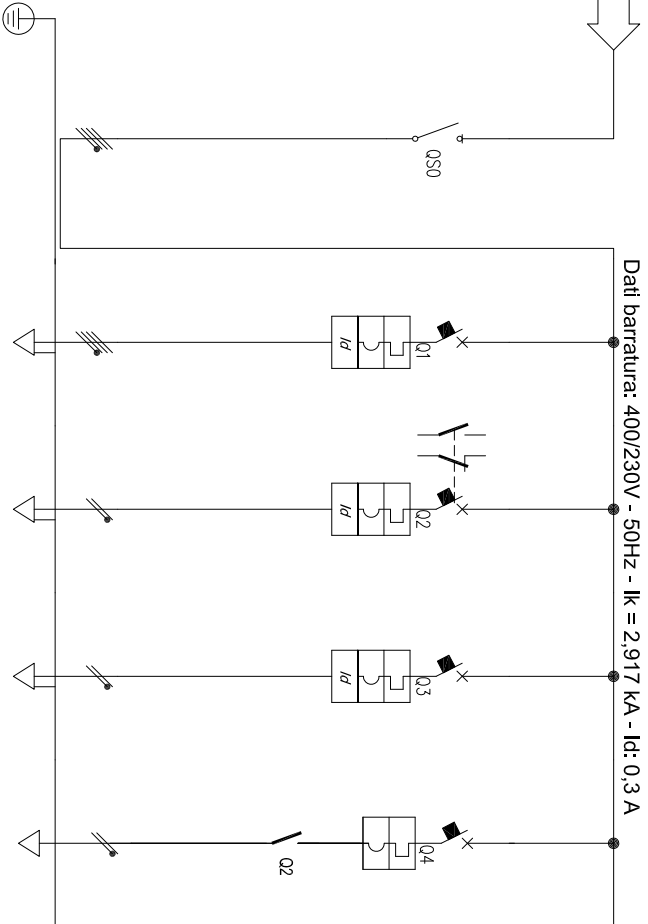 Dati barratura: 400/230V - 50Hz - Ik = 2,917 kA - Id: 0,3 A
QS0
Q1
Id
Q2
Id
Q3
Id
Q4
Q2